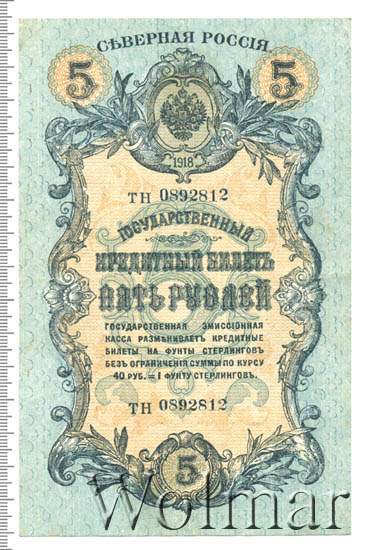 СѢВЕРНАЯ РОССІЯ
5 5
1918
ТН 0892812
ГОСУДАРСТВЕННЫЙ
КРЕДИТНЫЙ БИЛЕТЪ
ПЯТЬ РУБЛЕЙ
ГОСУДАРСТВЕННАЯ ЭМИССІОННАЯ
КАССА РАЗМѢНИВАЕТЪ КРЕДИТНЫЕ
БИЛЕТЫ НА ФУНТЫ СТЕРЛИНГОВЪ
БЕЗЪ ОГРАНИЧЕНІЯ СУММЫ ПО КУРСУ
40 РУБ.=1 ФУНТУ СТЕРЛИНГОВЪ.
ТН 0892812
5
Wolmar